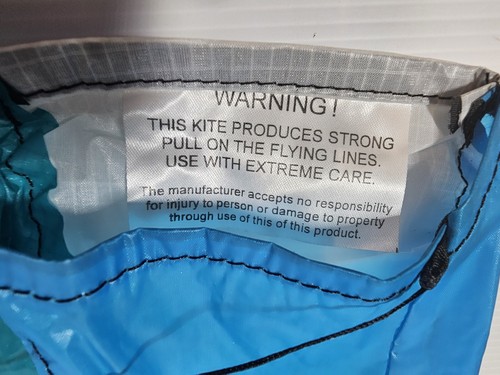 WARNING!
THIS KITE PRODUCES STRONG
PULL ON THE FLYING LINES.
USE WITH EXTREME CARE.
The manufacturer accepts no responsibility
for injury to person or damage to property
through use of this of this product.